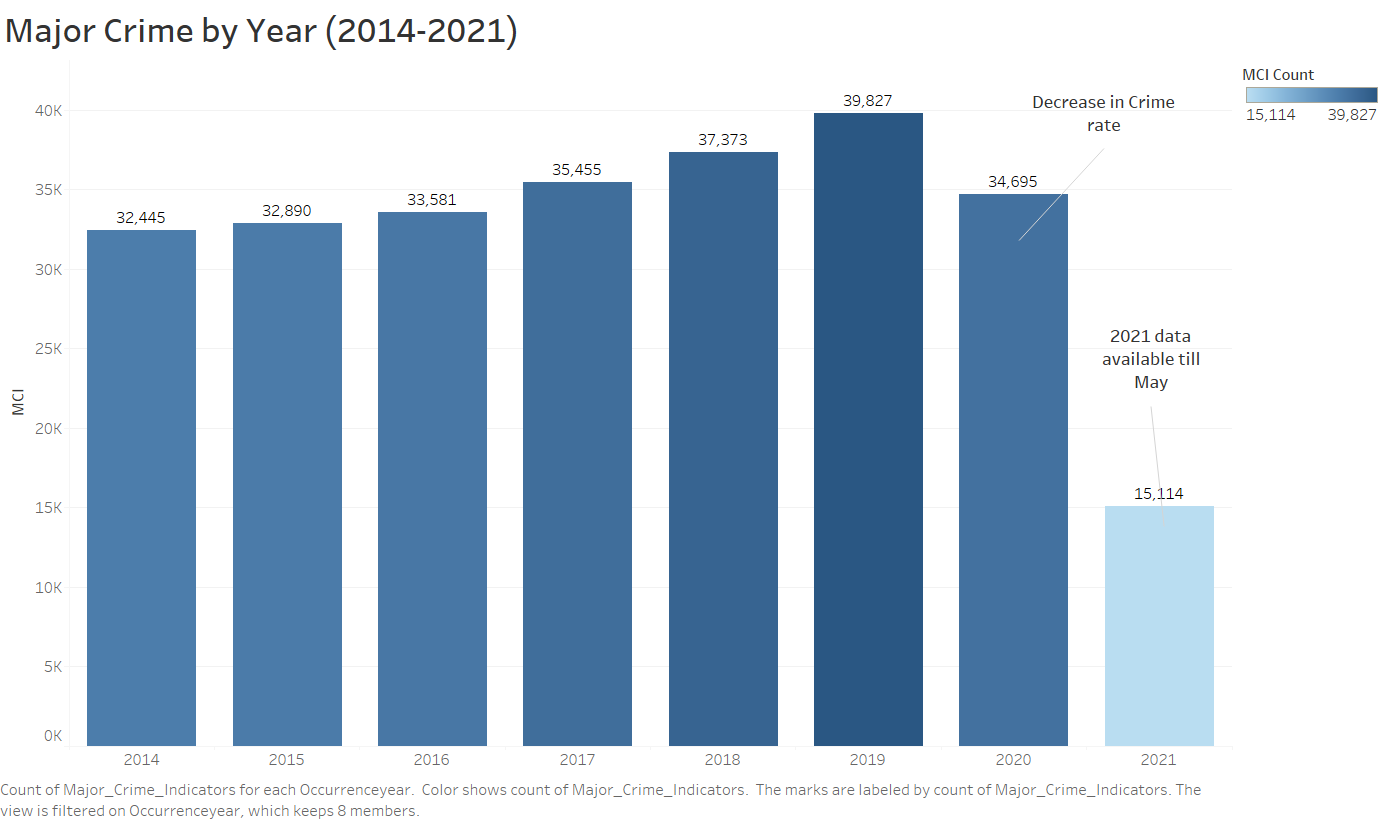 Major Crime by Year (2014-2021)
MCI Count
15,114 39,827
Decrease in Crime
rate
2021 data
available till
May
MCI
40K
35K
30K
25K
20K
15K
10K
5K
0K
32,445
32,890
33,581
35,455
37,373
39,827
34,695
15,114
2014 2015 2016 2017 2018 2019 2020 2021
Count of Major_Crime_Indicators for each Occurrenceyear.  Color shows count of Major_Crime_Indicators.  The marks are labeled by count of Major_Crime_Indicators. The
view is filtered on Occurrenceyear, which keeps 8 members.